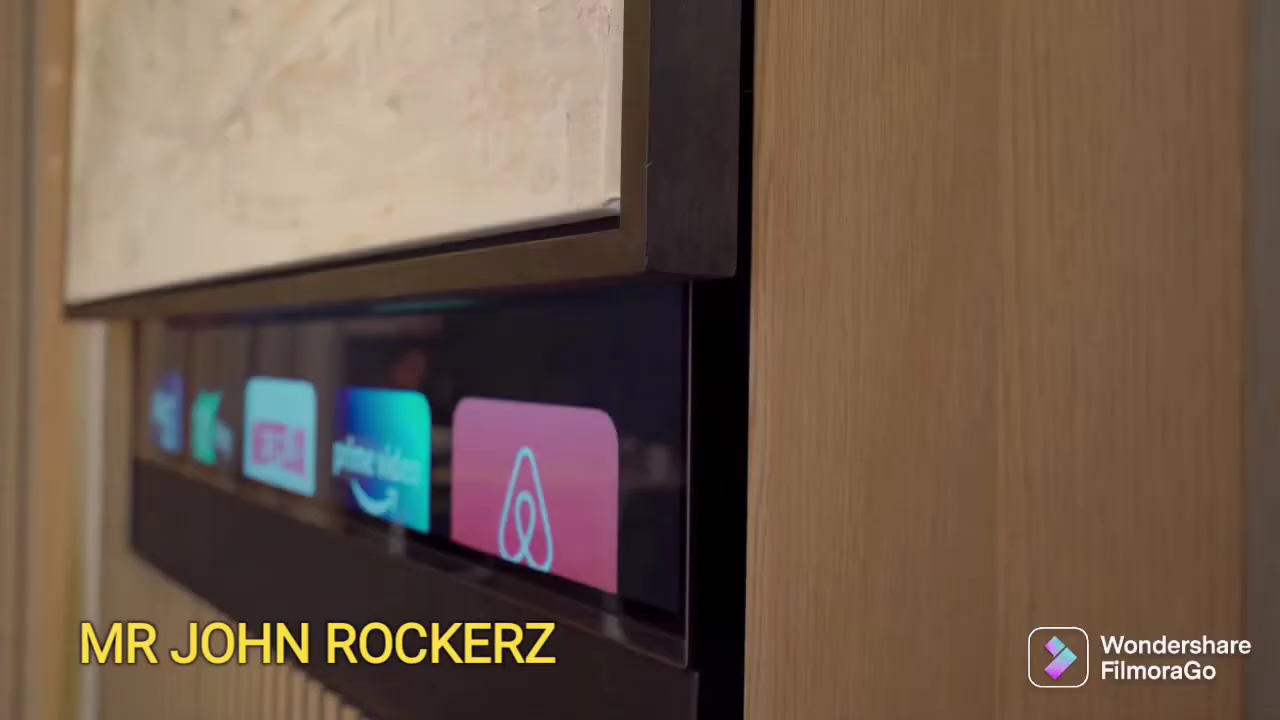 NETFLIX
prime video
MR JOHN ROCKERZ
Wondershare
FilmoraGo